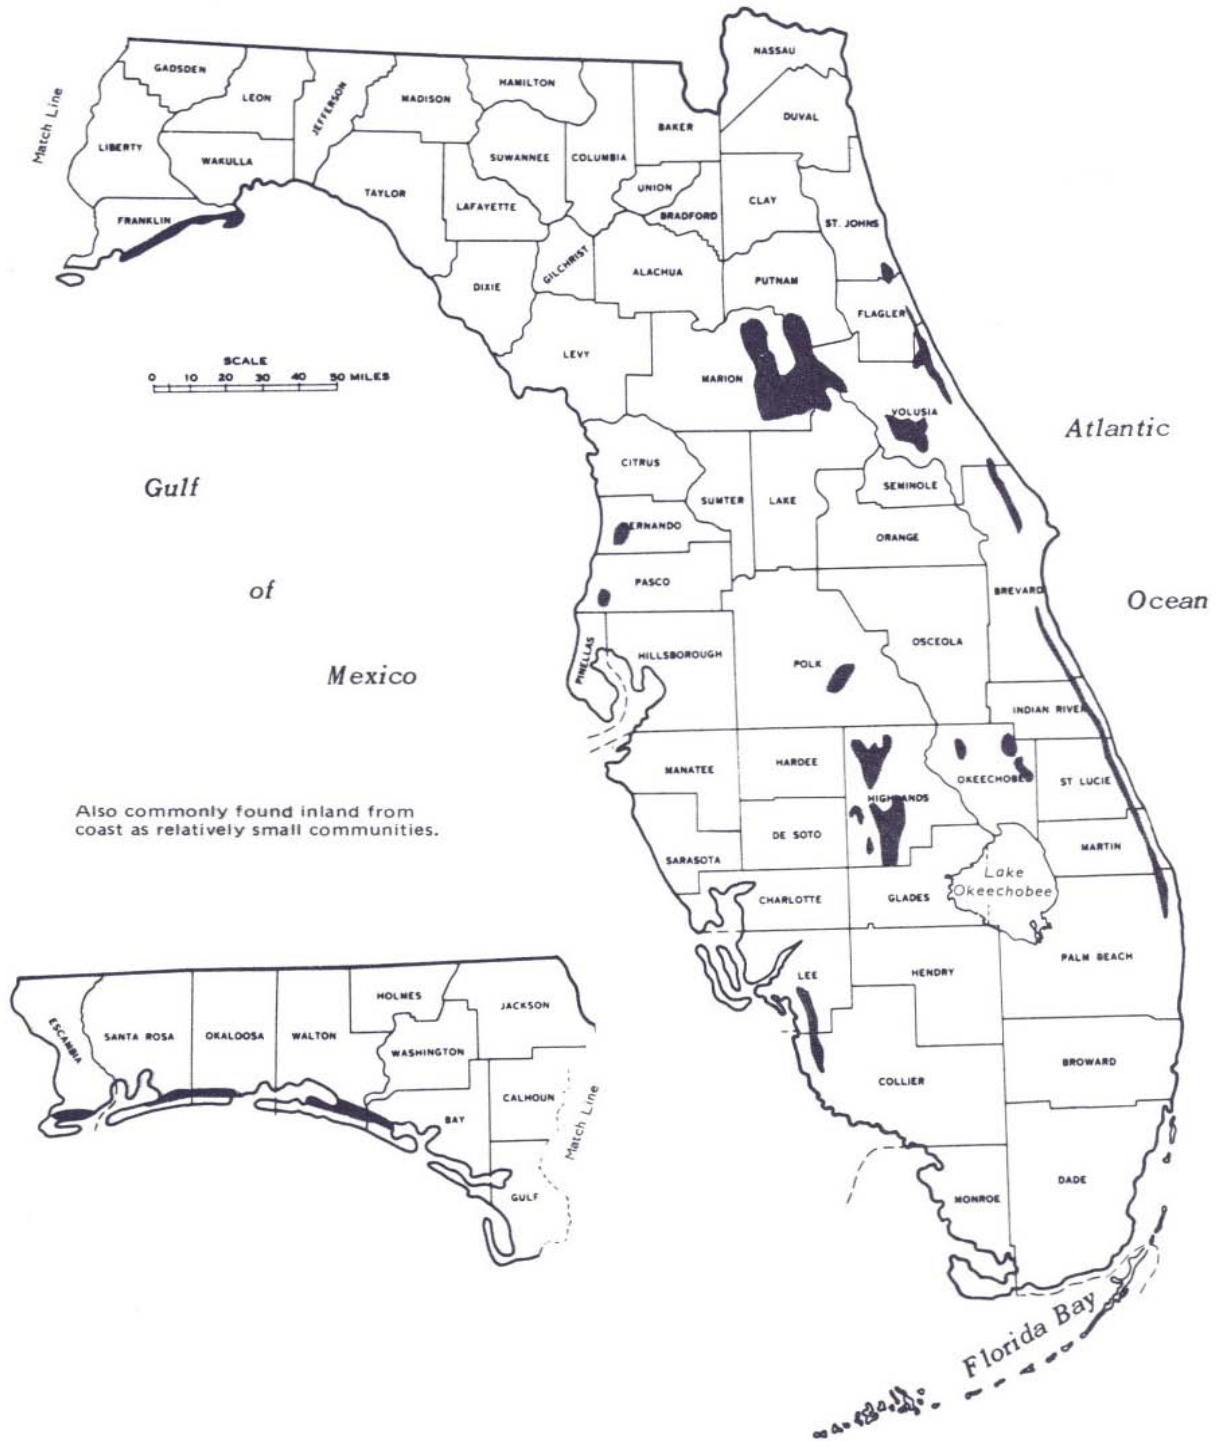 NASSAU
GADSDEN
HAMILTON
LEON
MADISON
JEFFERSON
DUVAL
BAKER
Match Line
LIBERTY
WAKULLA
SUWANNEE
COLUMBIA
UNION
TAYLOR
LAFAYETTE
CLAY
BRADFORD
FRANKLIN
ST. JOHNS
GILCHRIST
ALACHUA
PUTNAM
DIXIE
FLAGLER
LEVY
SCALE
0 10 20 30 40 50 MILES
MARION
VOLUSIA
Atlantic
CITRUS
Gulf
SUMTER
LAKE
SEMINOLE
ERNANDO
ORANGE
PASCO
of
BREVARD
Ocean
OSCEOLA
PINELLAS
HILLSBOROUGH
POLK
Mexico
INDIAN RIVER
MANATEE
HARDEE
OKEECHOBEE
ST LUCIE
HIGHLANDS
Also commonly found inland from
coast as relatively small communities.
DE SOTO
MARTIN
SARASOTA
Lake
Okeechobee
CHARLOTTE
GLADES
PALM BEACH
LEE
HENDRY
HOLMES
JACKSON
ESCAMBIA
SANTA ROSA
OKALOOSA
WALTON
WASHINGTON
BROWARD
COLLIER
CALHOUN
BAY
Match Line
GULF
DADE
MONROE
Florida Bay